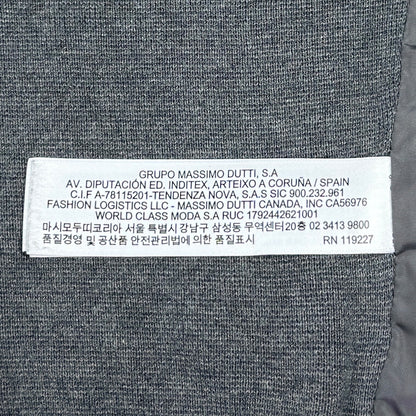 GRUPO MASSIMO DUTTI, S.A
AV. DIPUTACIÓN ED. INDITEX, ARTEIXO A CORUÑA / SPAIN
C.I.F A-78115201-TENDENZA NOVA, S.A.S SIC 900.232.961
FASHION LOGISTICS LLC - MASSIMO DUTTI CANADA, INC CA56976
WORLD CLASS MODA S.A RUC 1792442621001
마시모두띠코리아 서울 특별시 강남구 삼성동 무역센터20층 02 3413 9800
품질경영 및 공산품 안전관리법에 의한 품질표시 RN 119227